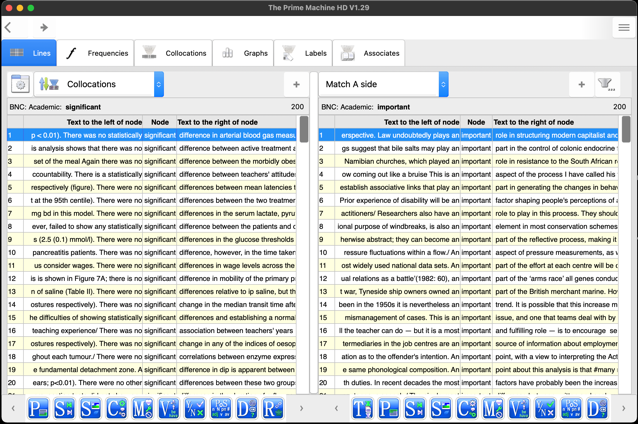 The Prime Machine HD V1.29
Lines
Frequencies
Collocations
Graphs
Labels
Associates
Collocations
Match A side
BNC: Academic: significant 200
Text to the left of node Node Text to the right of node
1 p < 0.01). There was no statistically significant difference in arterial blood gas measu
2 is analysis shows that there was no significant difference between active treatment a
3 set of the meal Again there was no significant difference between the morbidly obes
4 ccountability. There is a statistically significant difference between teachers' attitude
5 respectively (figure). There were no significant difference between mean latencies t
6 t at the 95th centile). There was no significant difference between the two treatmen
7 mg bd in this model. There were no significant differences in the serum lactate, pyru
8 ever, failed to show any statistically significant difference between the patients and c
9 s (2.5 (0.1) mmol/l). There were no significant differences in the glucose thresholds
10 pancreatitis patients. There was no significant difference, however, in the time taken
11 us consider wages. There were significant differences in wage levels across the
12 is is shown in Figure 7A; there is no significant difference in mobility of the primary p
13 n of saline (Table II). There were no significant differences relative to ip saline, but th
14 ostures respectively). There was no significant change in the median transit time afte
15 he difficulties of showing statistically significant differences and establishing a normal
16 teaching experience/ There were no significant association between teachers' years
17 ostures respectively). There was no significant change in any of the indices of oesop
18 ghout each tumour./ There were no significant correlations between enzyme expres
19 e fundamental detachment zone. A significant difference in dip is apparent between
20 ears; p<0.01). There were no other significant differences between these two groups
BNC: Academic: important 200
Text to the left of node Node Text to the right of node
1 erspective. Law undoubtedly plays an important role in structuring modern capitalist and
2 gs suggest that bile salts may play an important part in the control of colonic endocrine
3 Namibian churches, which played an important role in resistance to the South African r
4 ow coming out like a bruise This is an important aspect of the process I have called his
5 establish associative links that play an important part in generating the changes in behav
6 Prior experience of disability will be an important factor shaping people's perceptions of a
7 actitioners/ Researchers also have an important role to play in this process. They should
8 ional purpose of windbreaks, is also an important element in most conservation schemes
9 herwise abstract; they can become an important part of the reflective process, making it
10 ressure fluctuations within a flow./ An important aspect of pressure measurements, as w
11 ost widely used national data sets. An important part of the effort at each centre will be d
12 ual relations as a battle'(1982: 60), an important part of the 'arms race' all genes conduc
13 t war, Tyneside ship owners owned an important part of the British merchant marine. Hov
14 been in the 1950s it is nevertheless an important trend. It is possible that this increase m
15 mismanagement of cases. This is an important issue, and one that teams deal with by
16 ll the teacher can do — but it is a most important and fulfilling role — is to encourage se
17 termediaries in the job centres are an important source of information about employmen
18 ation as to the offender's intention. An important point, with a view to interpreting the Act
19 e same phonological composition. An important point about this analysis is that #many r
20 th duties. In recent decades the most important factors have probably been the increas